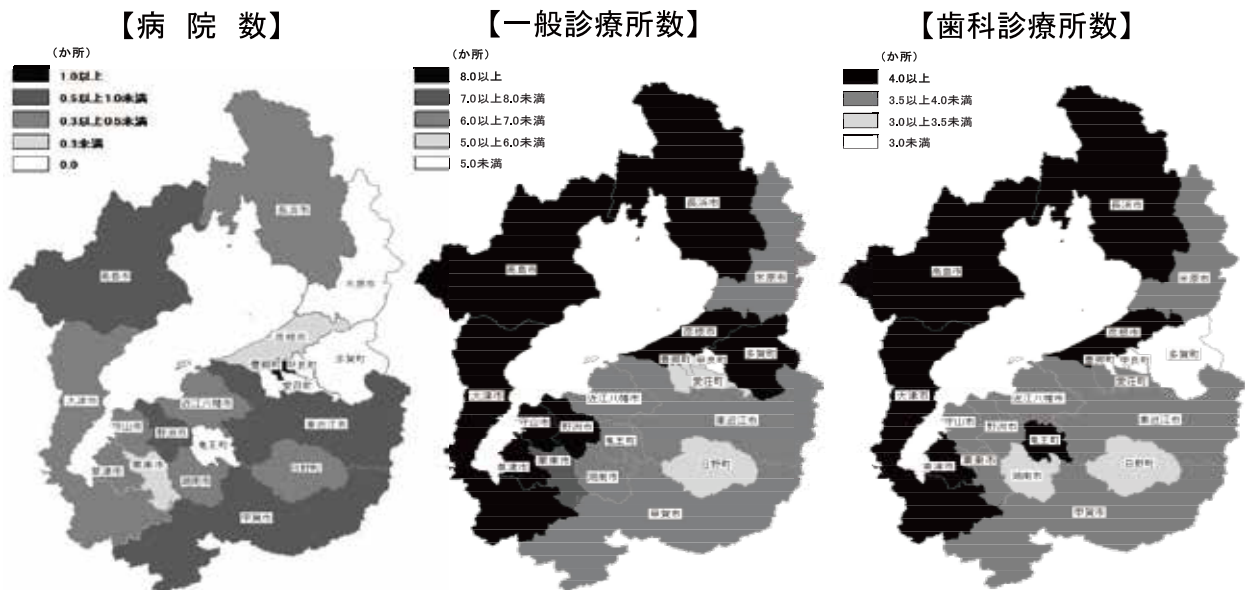 【病 院 数】
(か所)
1.0以上
0.5以上1.0未満
0.3以上0.5未満
0.3未満
0.0
長浜市
高島市
米原市
彦根市
多賀町
豊郷町
甲良町
愛荘町
大津市
近江八幡市
東近江市
守山市
野洲市
竜王町
草津市
栗東市
湖南市
日野町
甲賀市
【一般診療所数】
(か所)
8.0以上
7.0以上8.0未満
6.0以上7.0未満
5.0以上6.0未満
5.0未満
長浜市
高島市
米原市
彦根市
多賀町
豊郷町
甲良町
愛荘町
大津市
近江八幡市
東近江市
守山市
野洲市
竜王町
草津市
栗東市
湖南市
日野町
甲賀市
【歯科診療所数】
(か所)
4.0以上
3.5以上4.0未満
3.0以上3.5未満
3.0未満
長浜市
高島市
米原市
彦根市
多賀町
豊郷町
甲良町
愛荘町
大津市
近江八幡市
東近江市
守山市
野洲市
竜王町
草津市
栗東市
湖南市
日野町
甲賀市